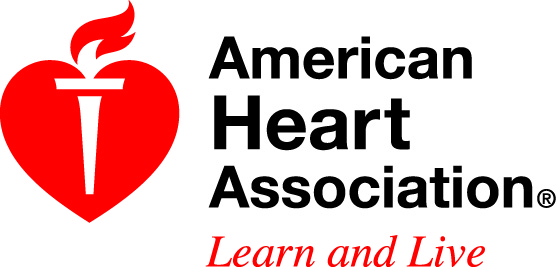 American
Heart
Association®
Learn and Live